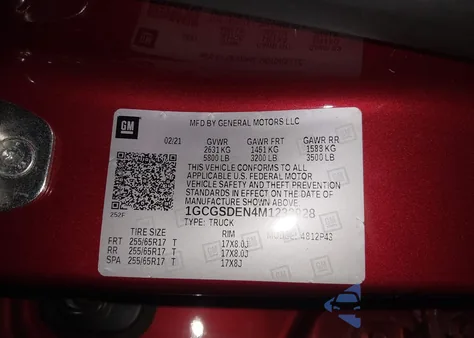 GM
MFD BY GENERAL MOTORS LLC
02/21 GVWR GAWR FRT GAWR RR
2631 KG 1451 KG 1588 KG
5800 LB 3200 LB 3500 LB
THIS VEHICLE CONFORMS TO ALL
APPLICABLE U.S. FEDERAL MOTOR
VEHICLE SAFETY AND THEFT PREVENTION
STANDARDS IN EFFECT ON THE DATE
OF MANUFACTURE SHOWN ABOVE.
252F
TYPE: TRUCK
TIRE SIZE RIM MODEL: 4812P43
FRT 255/65R17 T 17X8.0J
RR 255/65R17 T 17X8.0J
SPA 255/65R17 T 17X8J